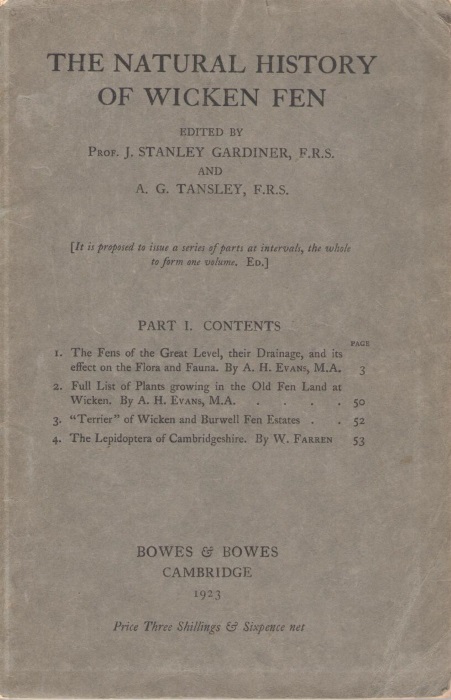 THE NATURAL HISTORY
OF WICKEN FEN
EDITED BY
PROF. J. STANLEY GARDINER, F.R.S.
AND
A. G. TANSLEY, F.R.S.
[It is proposed to issue a series of parts at intervals, the whole
to form one volume. ED.]
PART I. CONTENTS
PAGE
1. The Fens of the Great Level, their Drainage, and its
effect on the Flora and Fauna. By A. H. EVANS, M.A. 3
2. Full List of Plants growing in the Old Fen Land at
Wicken. By A. H. EVANS, M.A. . . . . 50
3. "Terrier" of Wicken and Burwell Fen Estates . . 52
4. The Lepidoptera of Cambridgeshire. By W. FARREN 53
BOWES & BOWES
CAMBRIDGE
1923
Price Three Shillings & Sixpence net